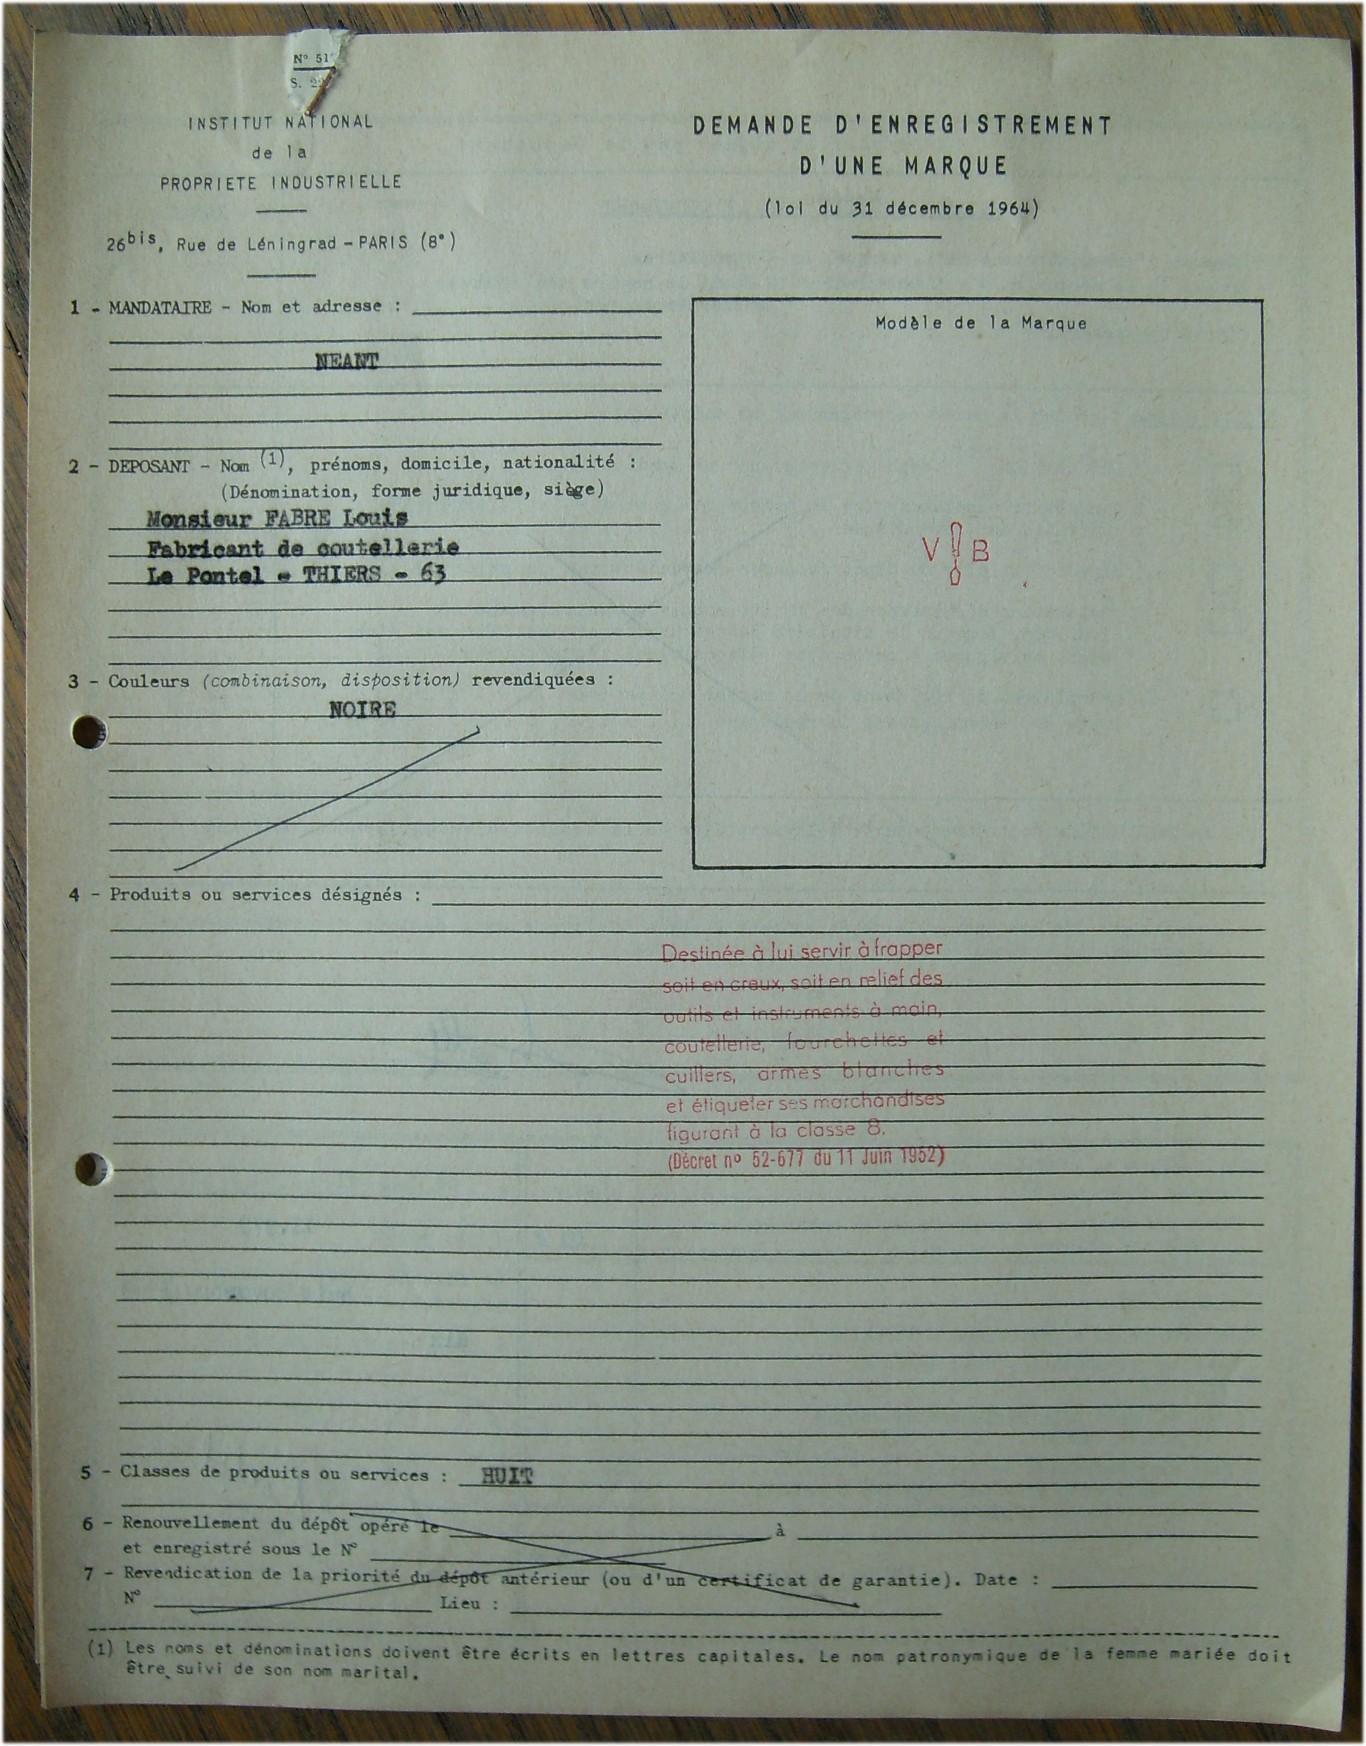 N° 51
S.
INSTITUT NATIONAL
de la
PROPRIETE INDUSTRIELLE
26bis, Rue de Léningrad - PARIS (8°)
DEMANDE D'ENREGISTREMENT
D'UNE MARQUE
(loi du 31 décembre 1964)
1 - MANDATAIRE - Nom et adresse :
NEANT
2 - DEPOSANT - Nom (1), prénoms, domicile, nationalité :
(Dénomination, forme juridique, siège)
Monsieur FABRE Louis
Fabricant de coutellerie
Le Pontel - THIERS - 63
3 - Couleurs (combinaison, disposition) revendiquées :
NOIRE
Modèle de la Marque
V B
4 - Produits ou services désignés :
Destinée à lui servir à frapper
soit en creux, soit en relief des
outils et instruments à main,
coutellerie, fourchettes et
cuillers, armes blanches
et étiqueter ses marchandises
figurant à la classe 8.
(Décret n° 52-677 du 11 Juin 1952)
5 - Classes de produits ou services : HUIT
6 - Renouvellement du dépôt opéré le à
et enregistré sous le N°
7 - Revendication de la priorité du dépôt antérieur (ou d'un certificat de garantie). Date :
N° Lieu :
(1) Les noms et dénominations doivent être écrits en lettres capitales. Le nom patronymique de la femme mariée doit
être suivi de son nom marital.